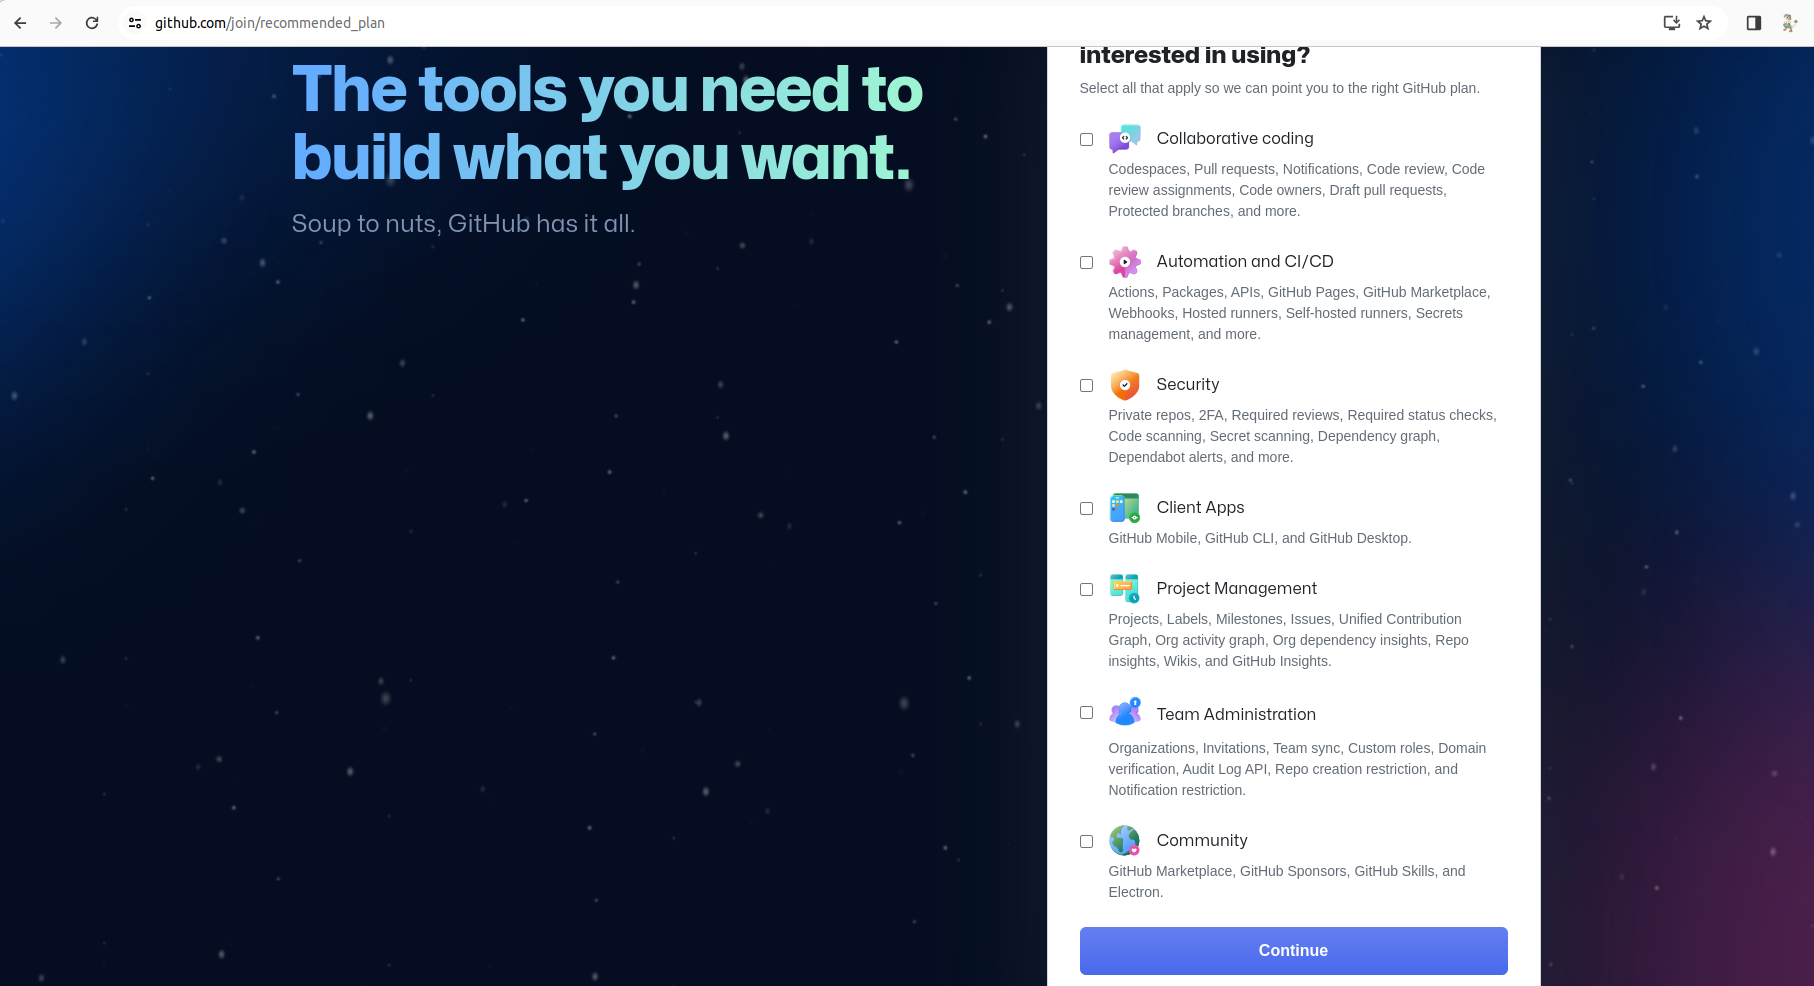 github.com/join/recommended_plan
The tools you need to
build what you want.
Soup to nuts, GitHub has it all.
interested in using?
Select all that apply so we can point you to the right GitHub plan.
Collaborative coding
Codespaces, Pull requests, Notifications, Code review, Code
review assignments, Code owners, Draft pull requests,
Protected branches, and more.
Automation and CI/CD
Actions, Packages, APIs, GitHub Pages, GitHub Marketplace,
Webhooks, Hosted runners, Self-hosted runners, Secrets
management, and more.
Security
Private repos, 2FA, Required reviews, Required status checks,
Code scanning, Secret scanning, Dependency graph,
Dependabot alerts, and more.
Client Apps
GitHub Mobile, GitHub CLI, and GitHub Desktop.
Project Management
Projects, Labels, Milestones, Issues, Unified Contribution
Graph, Org activity graph, Org dependency insights, Repo
insights, Wikis, and GitHub Insights.
Team Administration
Organizations, Invitations, Team sync, Custom roles, Domain
verification, Audit Log API, Repo creation restriction, and
Notification restriction.
Community
GitHub Marketplace, GitHub Sponsors, GitHub Skills, and
Electron.
Continue